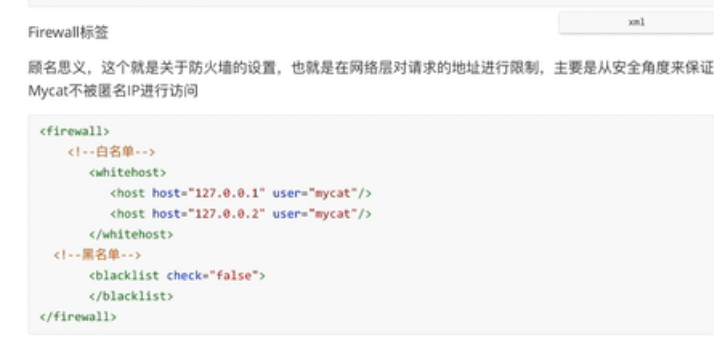 xml
Firewall标签
顾名思义，这个就是关于防火墙的设置，也就是在网络层对请求的地址进行限制，主要是从安全角度来保证
Mycat不被匿名IP进行访问
<firewall>
    <!--白名单-->
       <whitehost>
          <host host="127.0.0.1" user="mycat"/>
          <host host="127.0.0.2" user="mycat"/>
       </whitehost>
  <!--黑名单-->
       <blacklist check="false">
       </blacklist>
</firewall>